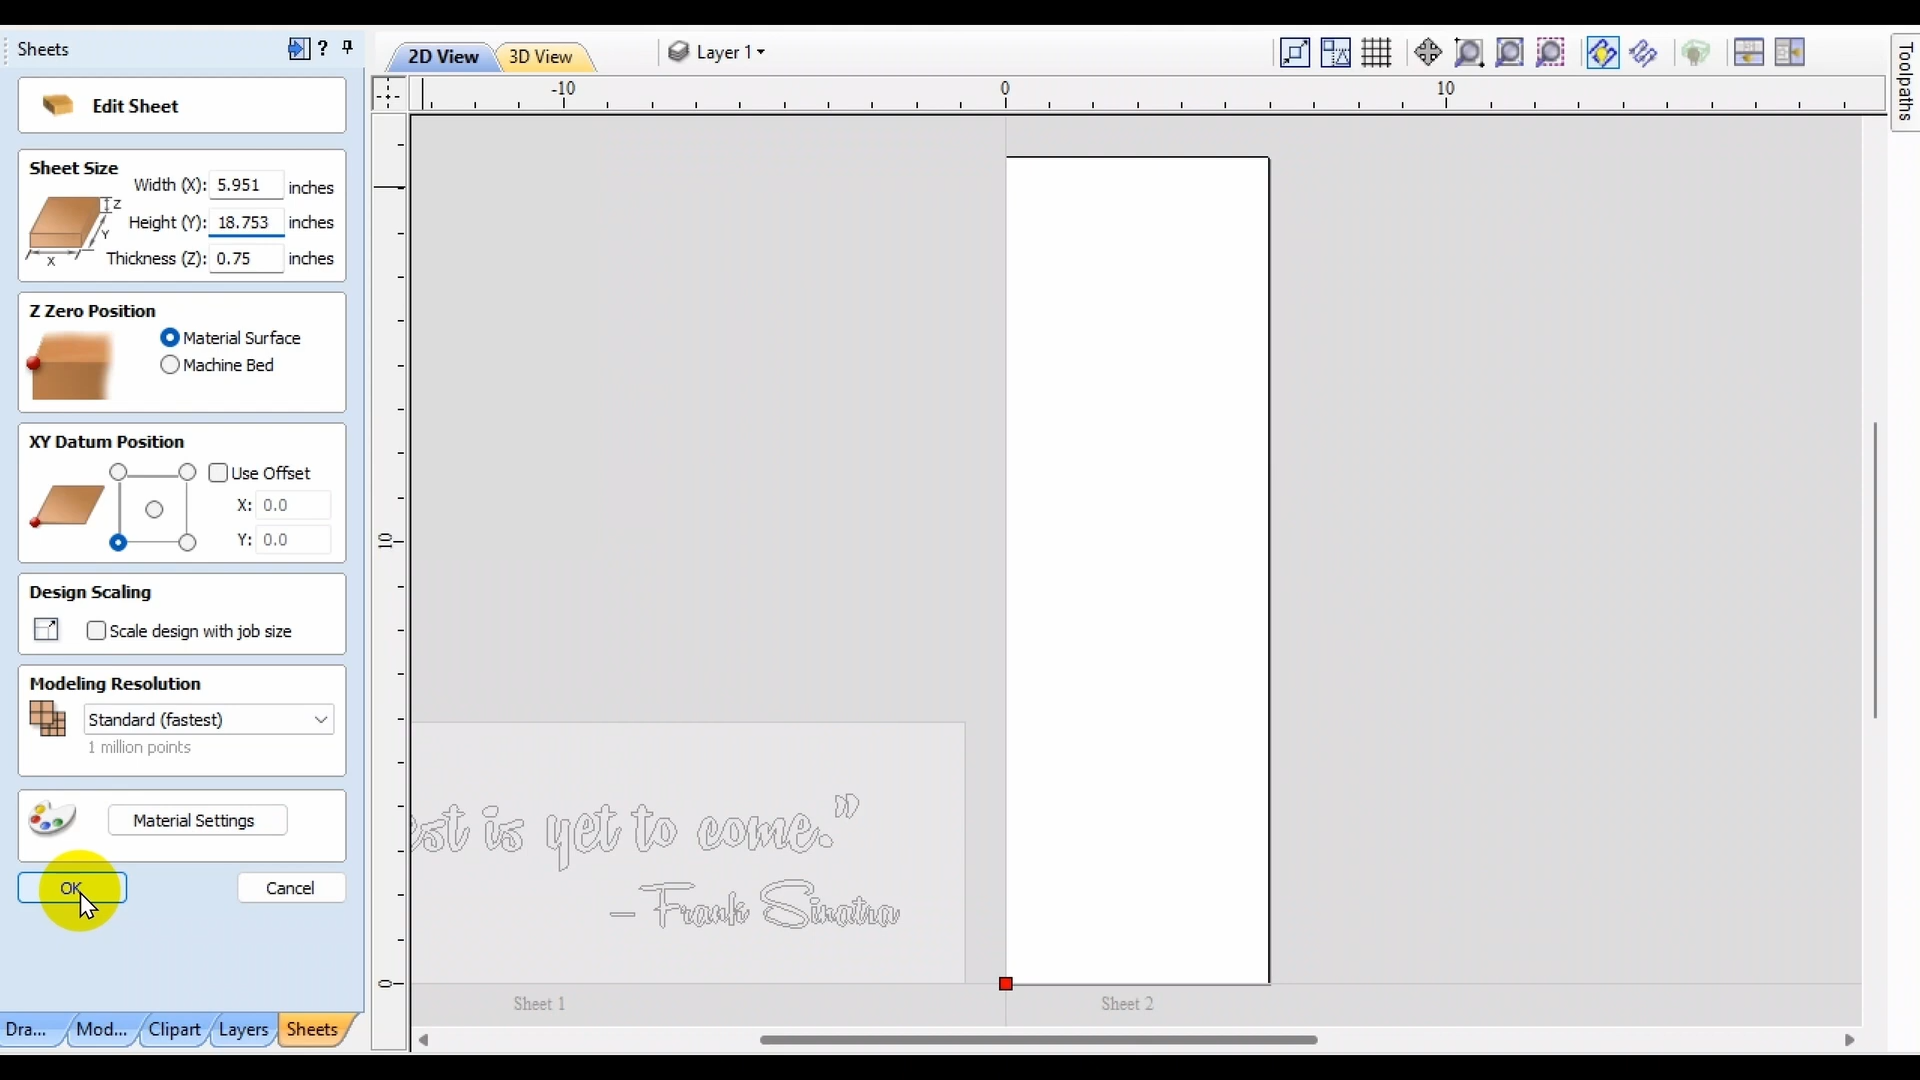 Sheets
?
2D View
3D View
Layer 1
Toolpaths
Edit Sheet
-10
0
10
Sheet Size
Width (X): 5.951 inches
Height (Y): 18.753 inches
Thickness (Z): 0.75 inches
Z
Y
X
Z Zero Position
Material Surface
Machine Bed
XY Datum Position
Use Offset
X: 0.0
Y: 0.0
10
Design Scaling
Scale design with job size
Modeling Resolution
Standard (fastest)
1 million points
Material Settings
est is yet to come.”
– Frank Sinatra
OK
Cancel
0
Sheet 1
Sheet 2
Dra...
Mod...
Clipart
Layers
Sheets